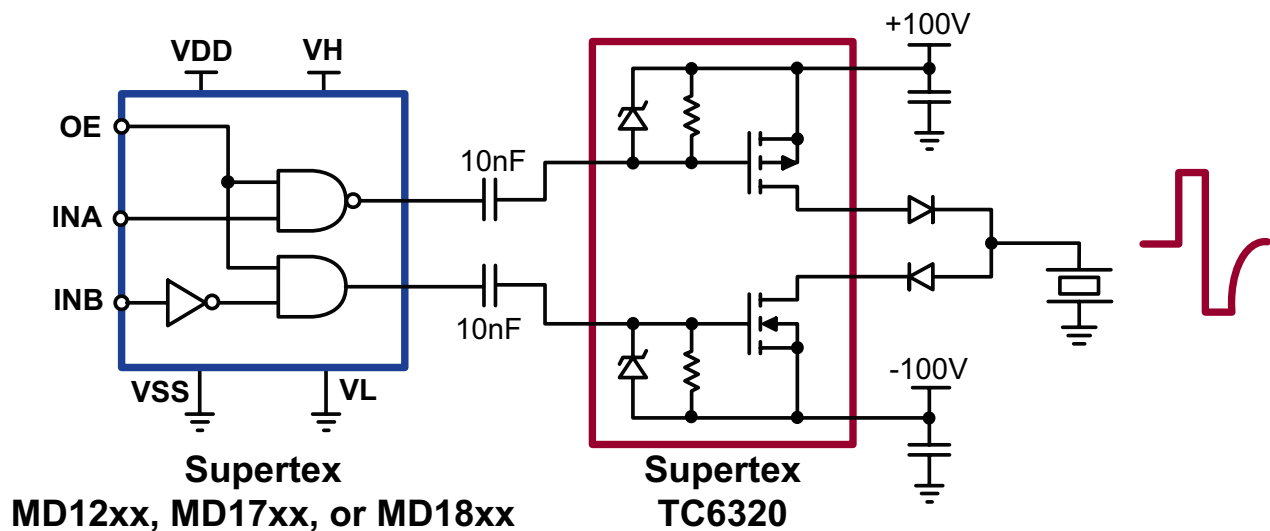 +100V
VDD
VH
OE
10nF
INA
INB
10nF
-100V
VSS
VL
Supertex
MD12xx, MD17xx, or MD18xx
Supertex
TC6320